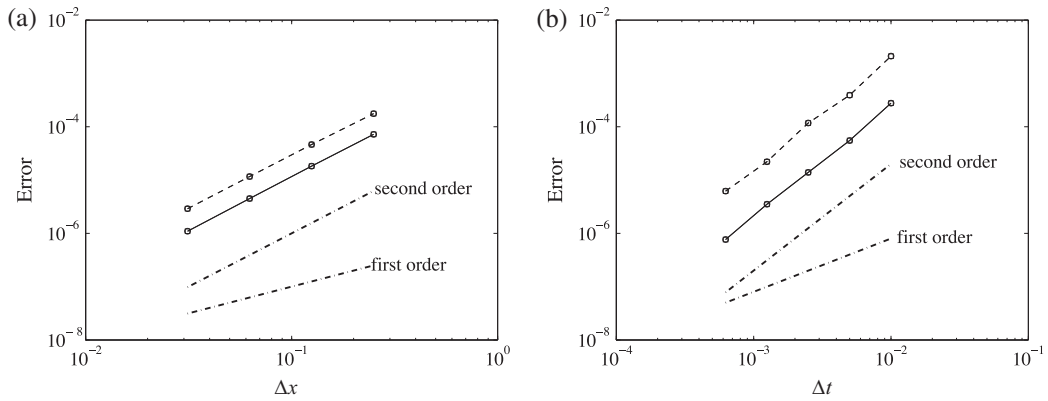 (a)
10⁻²
10⁻⁴
10⁻⁶
10⁻⁸
Error
second order
first order
10⁻²
10⁻¹
10⁰
Δx
(b)
10⁻²
10⁻⁴
10⁻⁶
10⁻⁸
Error
second order
first order
10⁻⁴
10⁻³
10⁻²
10⁻¹
Δt